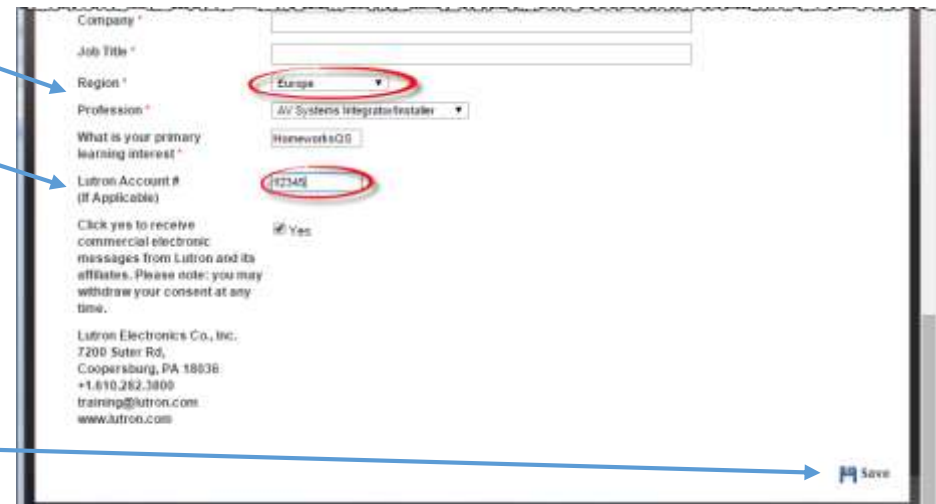 Company *
Job Title *
Region *
Europe
Profession *
AV Systems Integrator/Installer
What is your primary
learning interest *
HomeworksQS
Lutron Account #
(If Applicable)
12345
Click yes to receive
commercial electronic
messages from Lutron and its
affiliates. Please note: you may
withdraw your consent at any
time.
Yes
Lutron Electronics Co., Inc.
7200 Suter Rd,
Coopersburg, PA 18036
+1.610.282.3800
training@lutron.com
www.lutron.com
Save